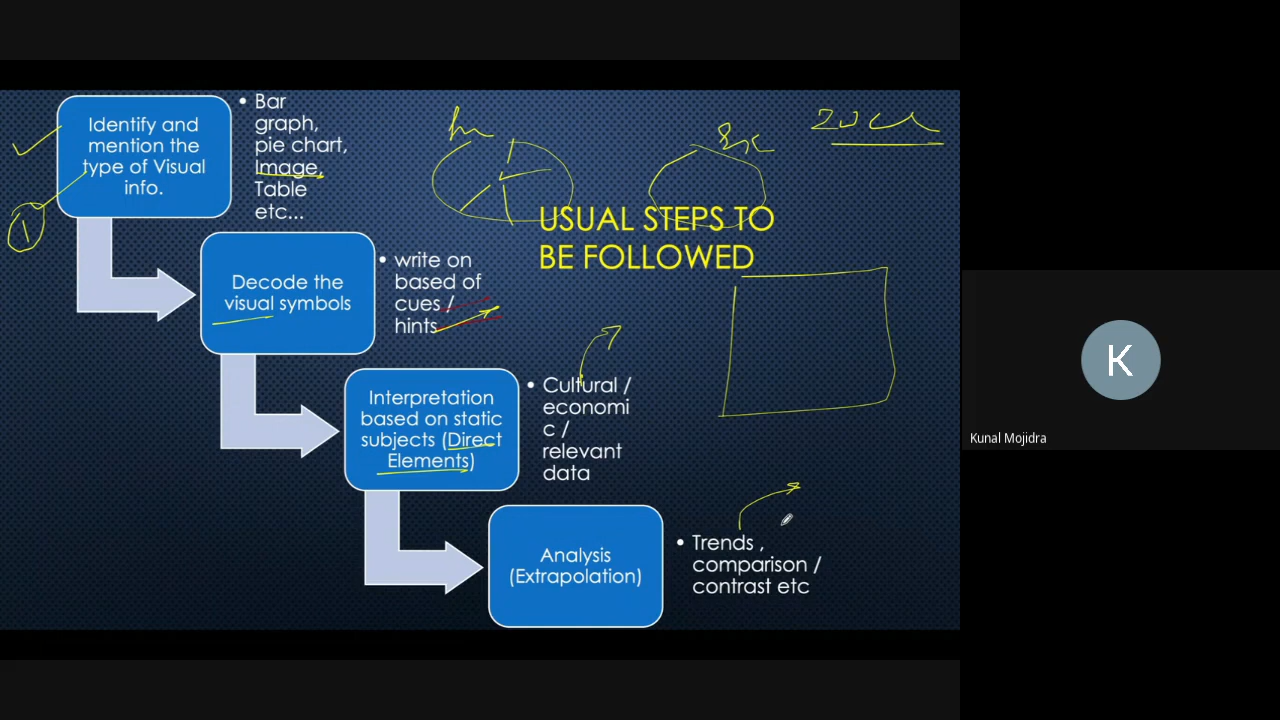 Identify and
mention the
type of Visual
info.
• Bar
graph,
pie chart,
Image,
Table
etc...
USUAL STEPS TO
BE FOLLOWED
Decode the
visual symbols
• write on
based of
cues /
hints
Interpretation
based on static
subjects (Direct
Elements)
• Cultural /
economi
c /
relevant
data
Analysis
(Extrapolation)
• Trends ,
comparison /
contrast etc
1
K
Kunal Mojidra